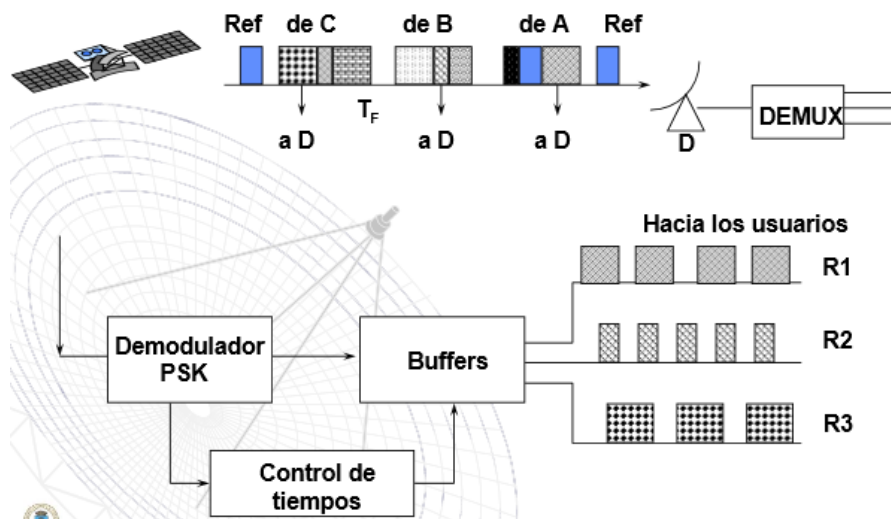 Ref de C de B de A Ref
T_F
a D a D a D
D
DEMUX
Hacia los usuarios
R1
Demodulador
PSK
Buffers
R2
R3
Control de
tiempos